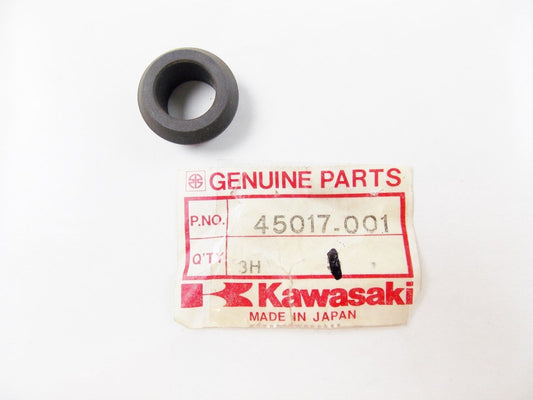 GENUINE PARTS
P.NO. 45017-001
Q'TY 3H
Kawasaki
MADE IN JAPAN